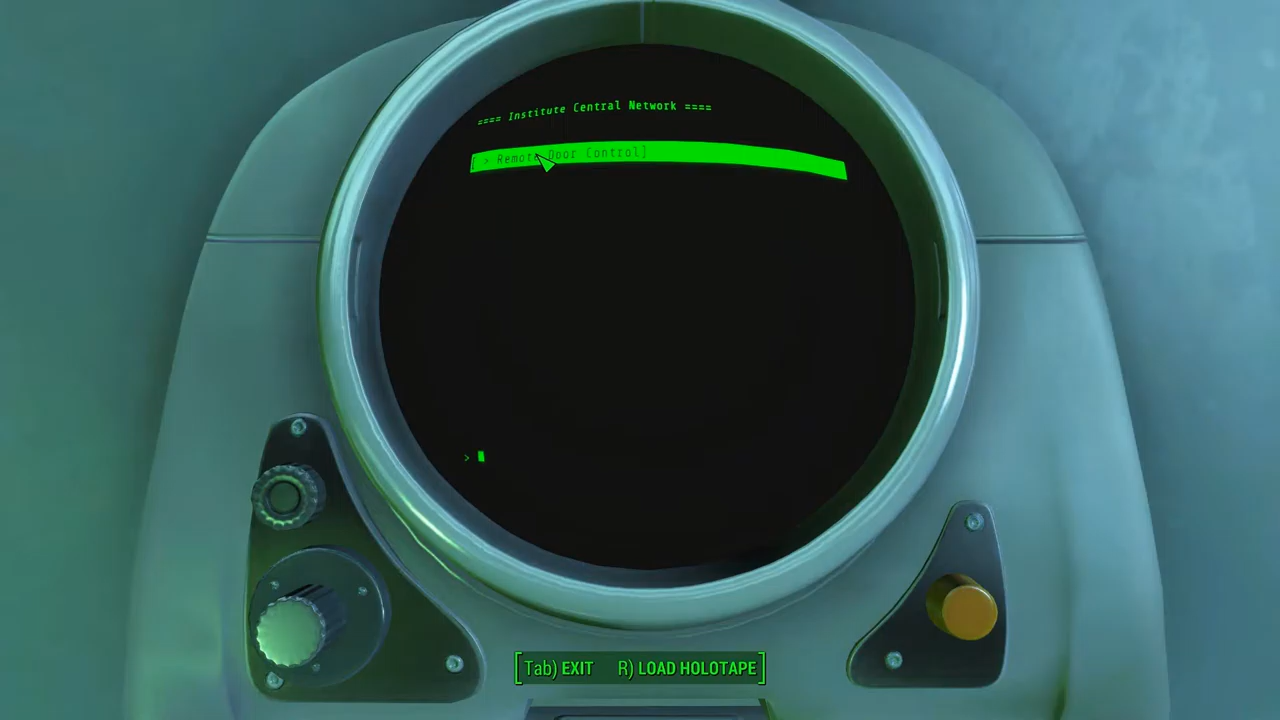 ==== Institute Central Network ====
[ > Remote Door Control]
>
[Tab) EXIT R) LOAD HOLOTAPE]